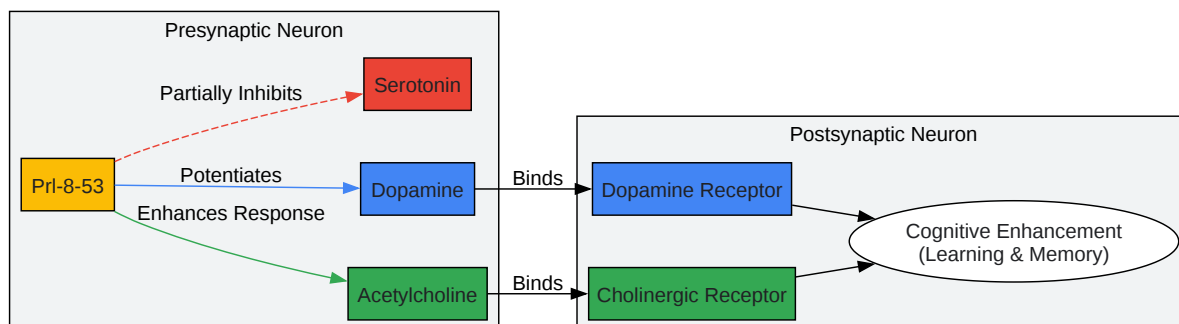 Presynaptic Neuron
Serotonin
Partially Inhibits
Postsynaptic Neuron
Prl-8-53
Potentiates
Dopamine
Binds
Dopamine Receptor
Enhances Response
Cognitive Enhancement
(Learning & Memory)
Acetylcholine
Binds
Cholinergic Receptor